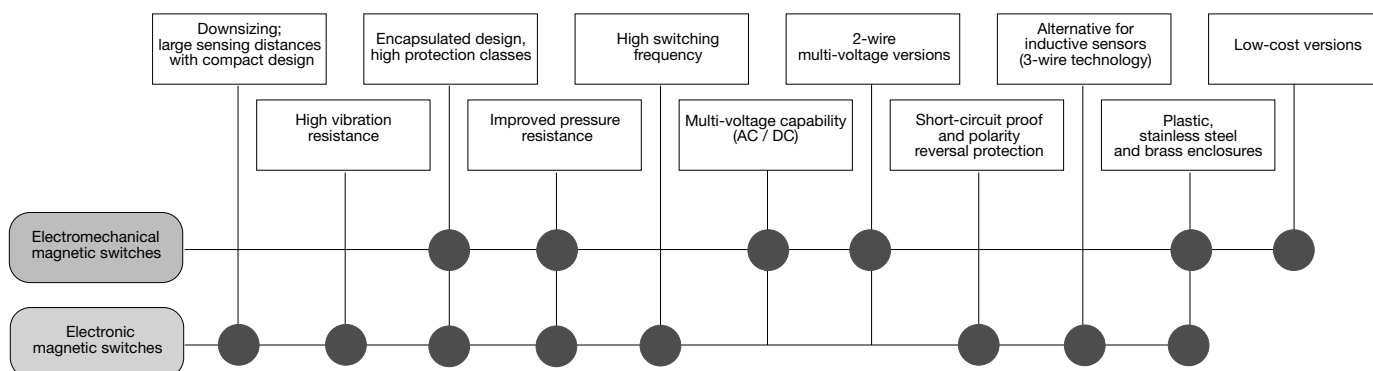 Downsizing;
large sensing distances
with compact design
Encapsulated design,
high protection classes
High switching
frequency
2-wire
multi-voltage versions
Alternative for
inductive sensors
(3-wire technology)
Low-cost versions
High vibration
resistance
Improved pressure
resistance
Multi-voltage capability
(AC / DC)
Short-circuit proof
and polarity
reversal protection
Plastic,
stainless steel
and brass enclosures
Electromechanical
magnetic switches
Electronic
magnetic switches